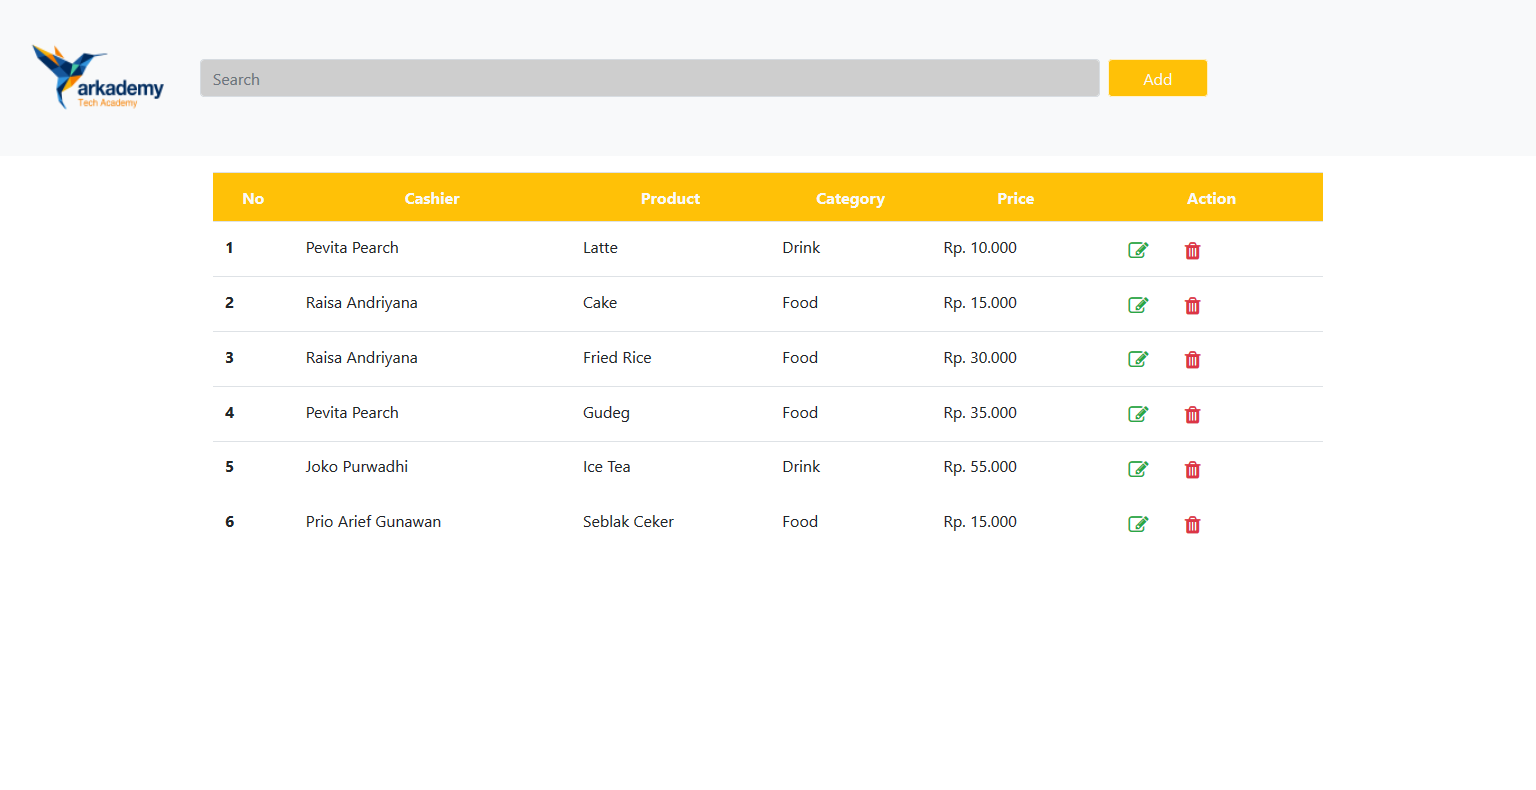 arkademy
Tech Academy
Search
Add
No Cashier Product Category Price Action
1 Pevita Pearch Latte Drink Rp. 10.000
2 Raisa Andriyana Cake Food Rp. 15.000
3 Raisa Andriyana Fried Rice Food Rp. 30.000
4 Pevita Pearch Gudeg Food Rp. 35.000
5 Joko Purwadhi Ice Tea Drink Rp. 55.000
6 Prio Arief Gunawan Seblak Ceker Food Rp. 15.000